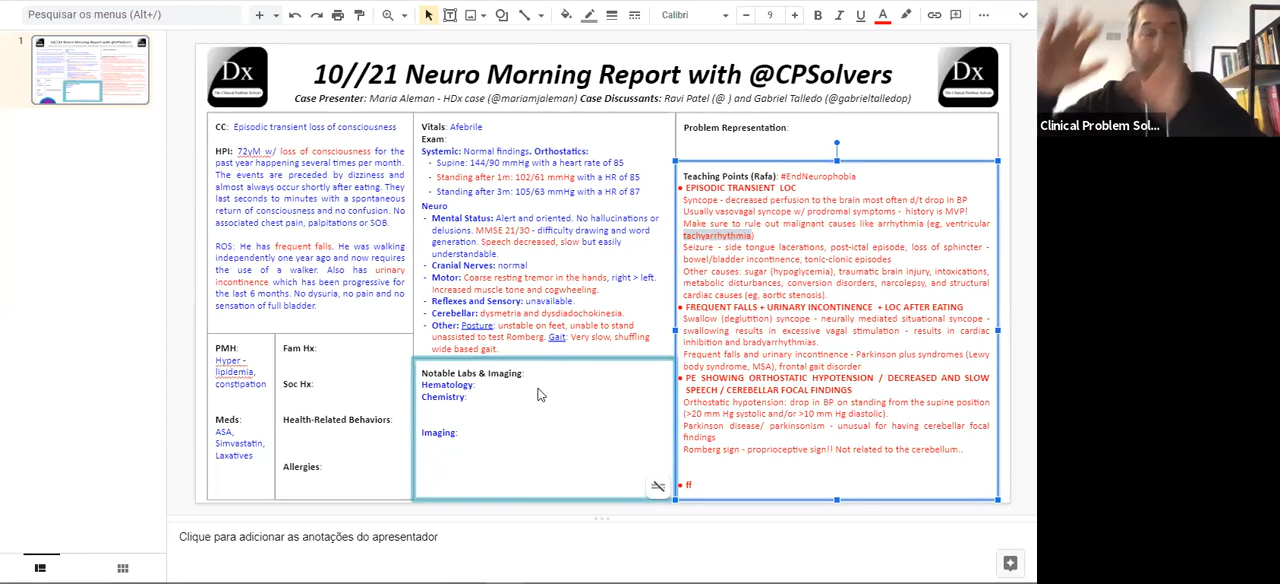 Pesquisar os menus (Alt+/)
Calibri
9
1
Dx
The Clinical Problem Solvers
10//21 Neuro Morning Report with @CPSolvers
Case Presenter: Maria Aleman - HDx case (@mariamjaleman) Case Discussants: Ravi Patel (@ ) and Gabriel Talledo (@gabrieltalledop)
Dx
The Clinical Problem Solvers
CC: Episodic transient loss of consciousness
HPI: 72yM w/ loss of consciousness for the
past year happening several times per month.
The events are preceded by dizziness and
almost always occur shortly after eating. They
last seconds to minutes with a spontaneous
return of consciousness and no confusion. No
associated chest pain, palpitations or SOB.
ROS: He has frequent falls. He was walking
independently one year ago and now requires
the use of a walker. Also has urinary
incontinence which has been progressive for
the last 6 months. No dysuria, no pain and no
sensation of full bladder.
PMH:
Hyper -
lipidemia,
constipation
Meds:
ASA,
Simvastatin,
Laxatives
Fam Hx:
Soc Hx:
Health-Related Behaviors:
Allergies:
Vitals: Afebrile
Exam:
Systemic: Normal findings. Orthostatics:
- Supine: 144/90 mmHg with a heart rate of 85
- Standing after 1m: 102/61 mmHg with a HR of 85
- Standing after 3m: 105/63 mmHg with a HR of 87
Neuro
- Mental Status: Alert and oriented. No hallucinations or
delusions. MMSE 21/30 - difficulty drawing and word
generation. Speech decreased, slow but easily
understandable.
- Cranial Nerves: normal
- Motor: Coarse resting tremor in the hands, right > left.
Increased muscle tone and cogwheeling.
- Reflexes and Sensory: unavailable.
- Cerebellar: dysmetria and dysdiadochokinesia.
- Other: Posture: unstable on feet, unable to stand
unassisted to test Romberg. Gait: Very slow, shuffling
wide based gait.
Notable Labs & Imaging:
Hematology:
Chemistry:
Imaging:
Problem Representation:
Teaching Points (Rafa): #EndNeurophobia
● EPISODIC TRANSIENT LOC
Syncope - decreased perfusion to the brain most often d/t drop in BP
Usually vasovagal syncope w/ prodromal symptoms - history is MVP!
Make sure to rule out malignant causes like arrhythmia (eg, ventricular
tachyarrhythmia)
Seizure - side tongue lacerations, post-ictal episode, loss of sphincter -
bowel/bladder incontinence, tonic-clonic episodes
Other causes: sugar (hypoglycemia), traumatic brain injury, intoxications,
metabolic disturbances, conversion disorders, narcolepsy, and structural
cardiac causes (eg, aortic stenosis).
● FREQUENT FALLS + URINARY INCONTINENCE + LOC AFTER EATING
Swallow (deglutition) syncope - neurally mediated situational syncope -
swallowing results in excessive vagal stimulation - results in cardiac
inhibition and bradyarrhythmias.
Frequent falls and urinary incontinence - Parkinson plus syndromes (Lewy
body syndrome, MSA), frontal gait disorder
● PE SHOWING ORTHOSTATIC HYPOTENSION / DECREASED AND SLOW
SPEECH / CEREBELLAR FOCAL FINDINGS
Orthostatic hypotension: drop in BP on standing from the supine position
(>20 mm Hg systolic and/or >10 mm Hg diastolic).
Parkinson disease/ parkinsonism - unusual for having cerebellar focal
findings
Romberg sign - proprioceptive sign!! Not related to the cerebellum..
● ff
Clique para adicionar as anotações do apresentador
Clinical Problem Sol...